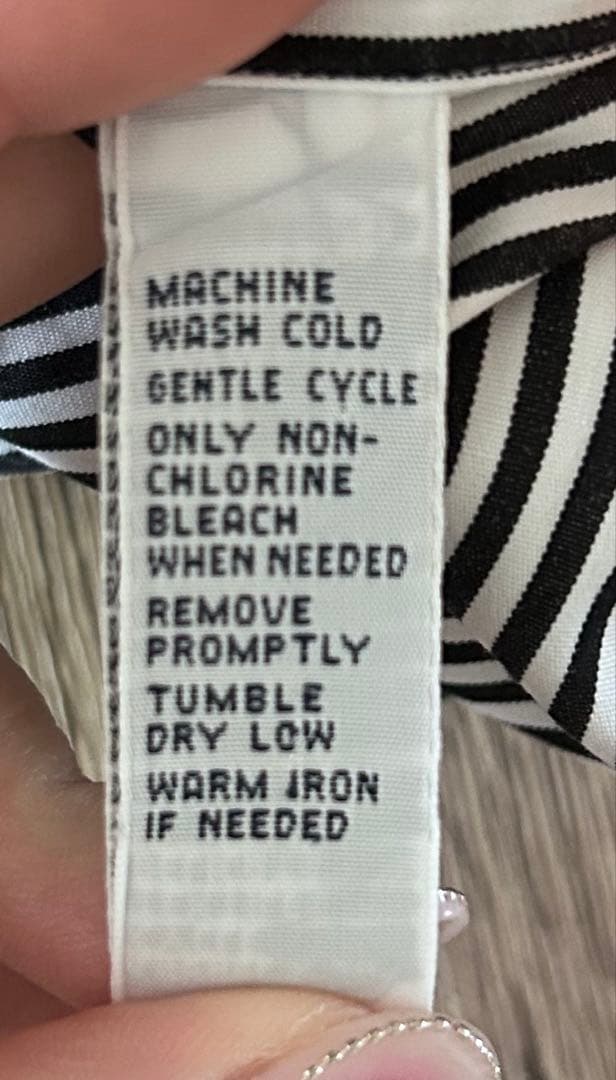 MACHINE
WASH COLD
GENTLE CYCLE
ONLY NON-
CHLORINE
BLEACH
WHEN NEEDED
REMOVE
PROMPTLY
TUMBLE
DRY LOW
WARM IRON
IF NEEDED